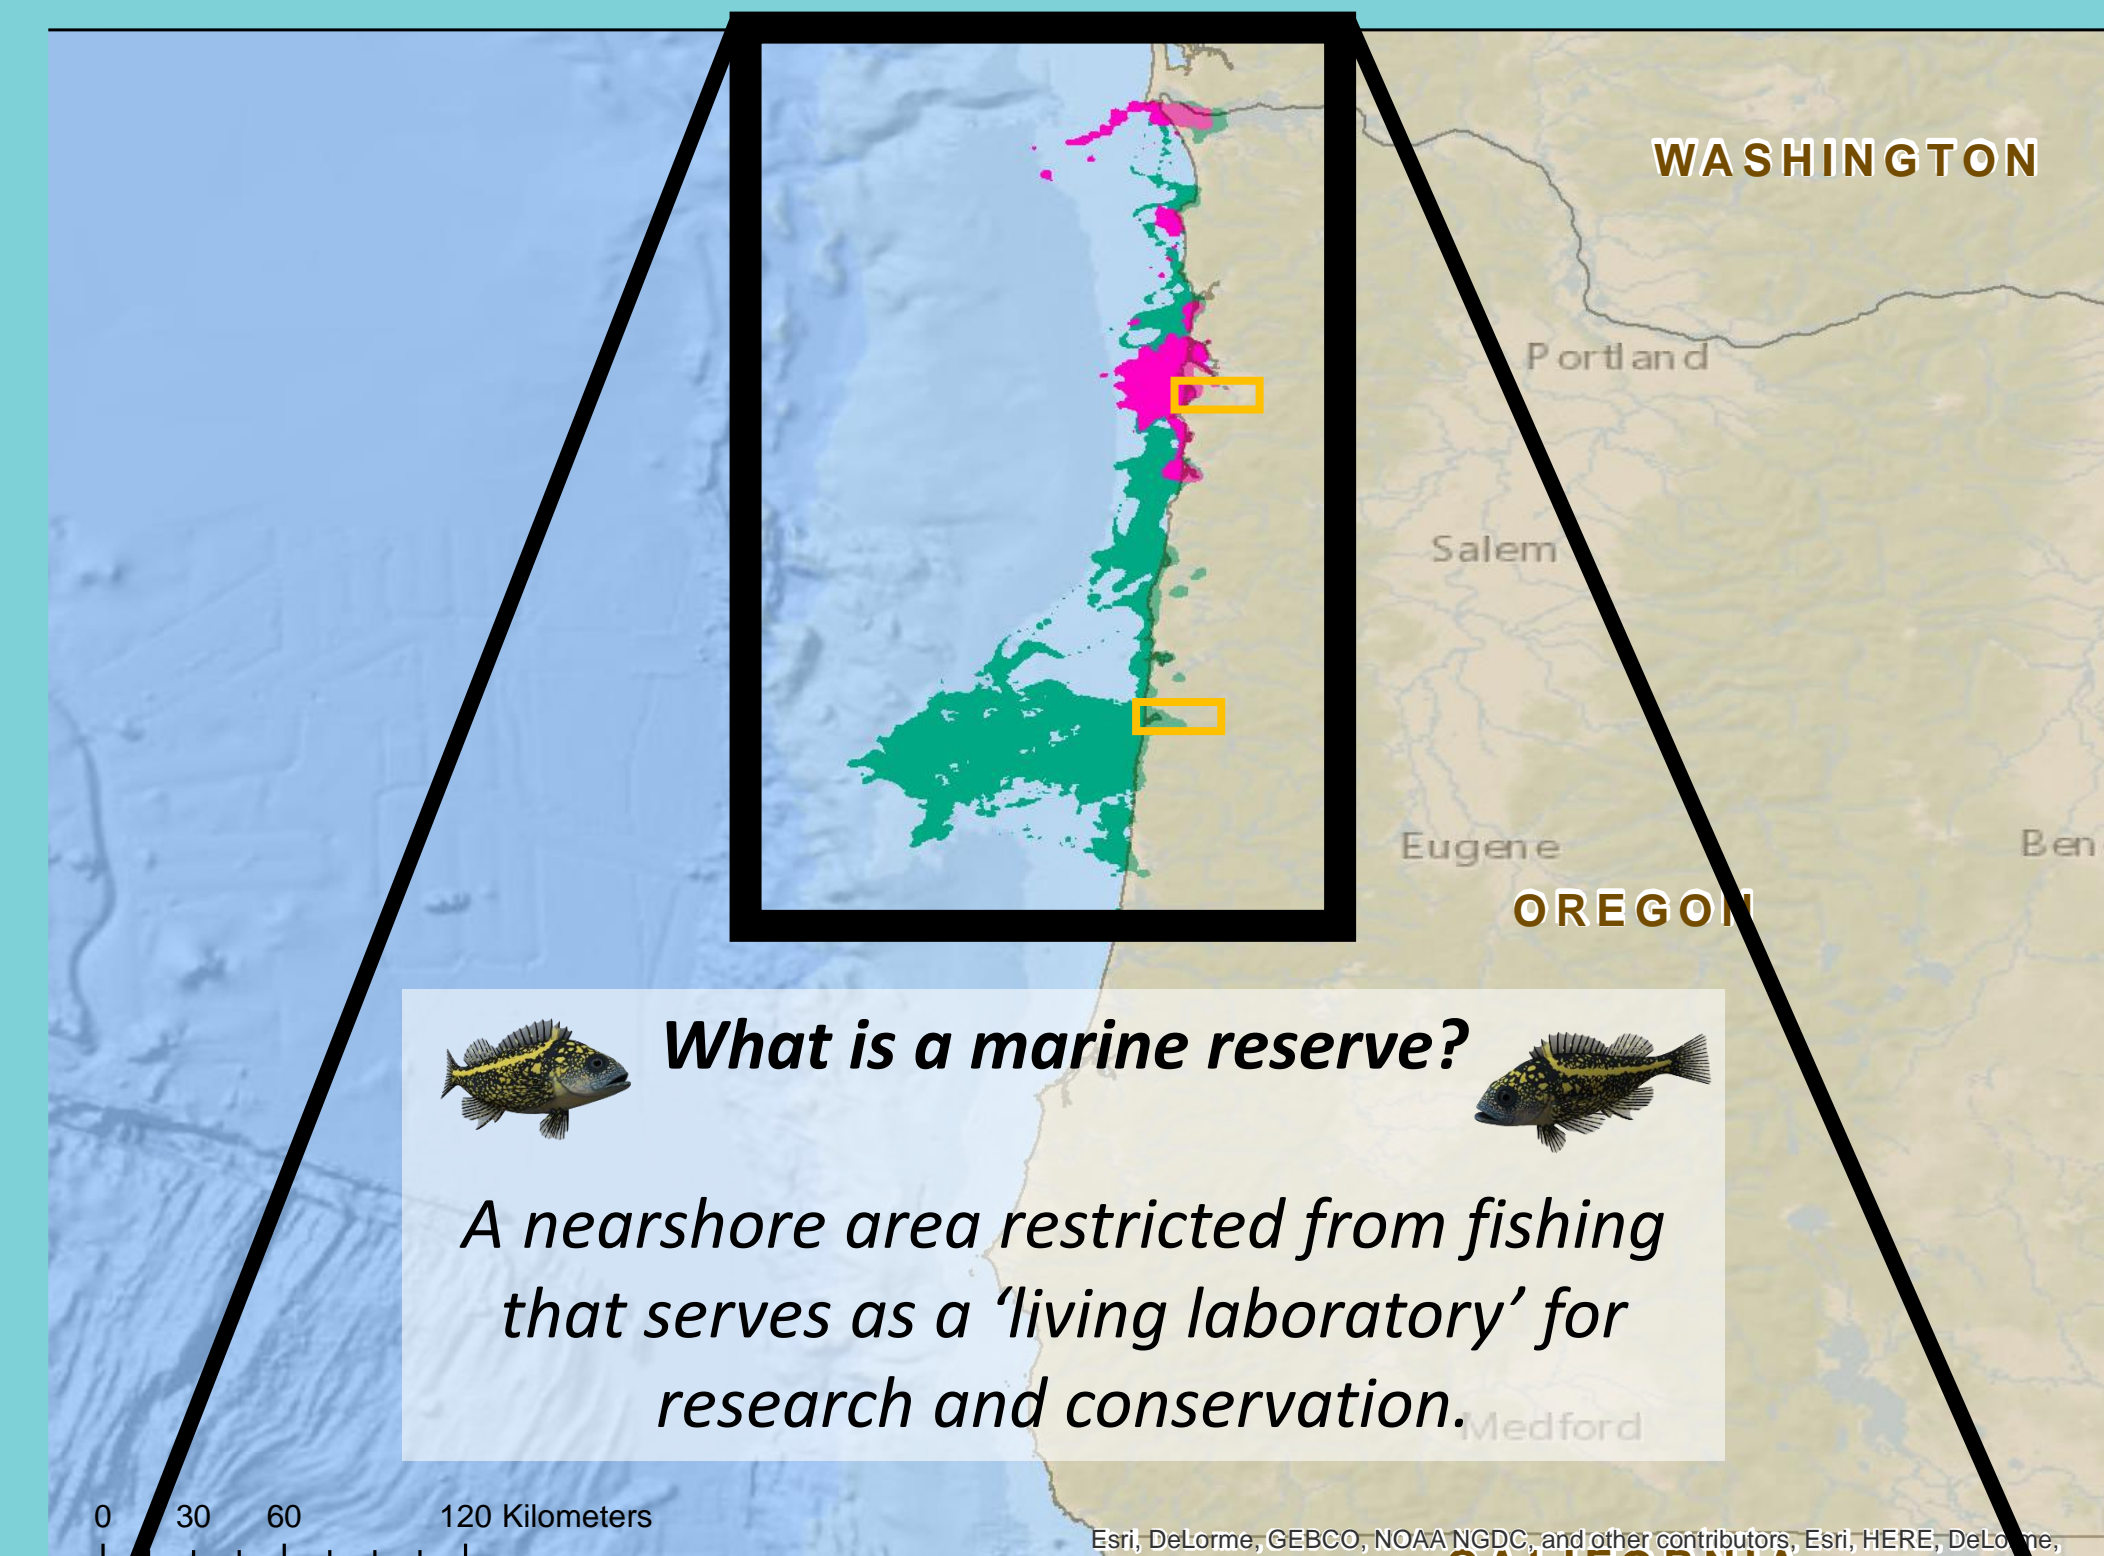 WASHINGTON
Portland
Salem
Eugene
Ben
OREGON
What is a marine reserve?
A nearshore area restricted from fishing
that serves as a ‘living laboratory’ for
research and conservation.
Medford
0 30 60 120 Kilometers
Esri, DeLorme, GEBCO, NOAA NGDC, and other contributors, Esri, HERE, DeLorme,
CALIFORNIA